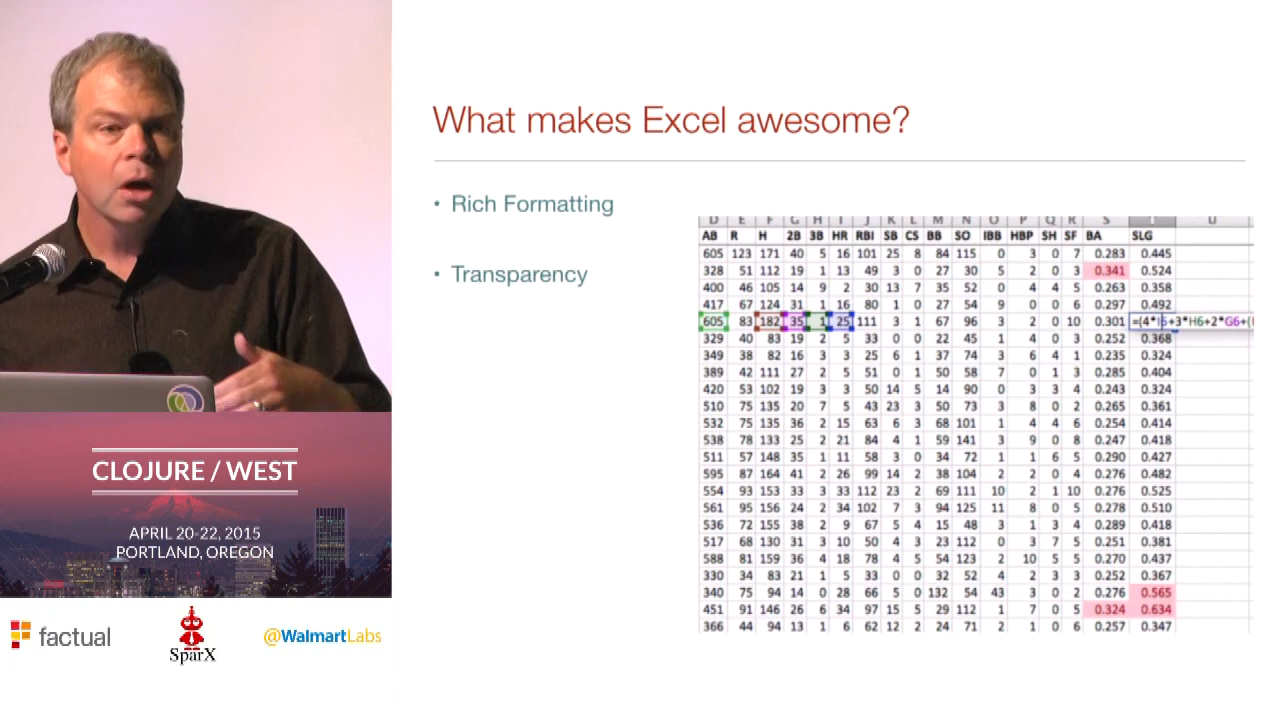 What makes Excel awesome?
• Rich Formatting
• Transparency
D E F G H I J K L M N O P Q R S T U
AB R H 2B 3B HR RBI SB CS BB SO IBB HBP SH SF BA SLG
605 123 171 40 5 16 101 25 8 84 115 0 3 0 7 0.283 0.445
328 51 112 19 1 13 49 3 0 27 30 5 2 0 3 0.341 0.524
400 46 105 14 9 2 30 13 7 35 52 0 4 4 5 0.263 0.358
417 67 124 31 1 16 80 1 0 27 54 9 0 0 6 0.297 0.492
605 83 182 35 1 25 111 3 1 67 96 3 2 0 10 0.301 =(4*I6+3*H6+2*G6+(
329 40 83 19 2 5 33 0 0 22 45 1 4 0 3 0.252 0.368
349 38 82 16 3 3 25 6 1 37 74 3 6 4 1 0.235 0.324
389 42 111 27 2 5 51 0 1 50 58 7 0 1 3 0.285 0.404
420 53 102 19 3 3 50 14 5 14 90 0 3 3 4 0.243 0.324
510 75 135 20 7 5 43 23 3 50 73 3 8 0 2 0.265 0.361
532 75 135 36 2 15 63 6 3 68 101 1 4 4 6 0.254 0.414
538 78 133 25 2 21 84 4 1 59 141 3 9 0 8 0.247 0.418
511 57 148 35 1 11 58 3 0 34 72 1 1 6 5 0.290 0.427
595 87 164 41 2 26 99 14 2 38 104 2 2 0 4 0.276 0.482
554 93 153 33 3 33 112 23 2 69 111 10 2 1 10 0.276 0.525
561 95 156 24 2 34 102 7 3 94 125 11 8 0 5 0.278 0.510
536 72 155 38 2 9 67 5 4 15 48 3 1 3 4 0.289 0.418
517 68 130 31 3 10 50 4 3 23 112 0 3 7 5 0.251 0.381
588 81 159 36 4 18 78 4 5 54 123 2 10 5 5 0.270 0.437
330 34 83 21 1 5 33 0 0 32 52 4 2 3 3 0.252 0.367
340 75 94 14 0 28 66 5 0 132 54 43 3 0 2 0.276 0.565
451 91 146 26 6 34 97 15 5 29 112 1 7 0 5 0.324 0.634
366 44 94 13 1 6 62 12 2 24 71 2 1 0 6 0.257 0.347
CLOJURE / WEST
APRIL 20-22, 2015
PORTLAND, OREGON
factual
SparX
@WalmartLabs